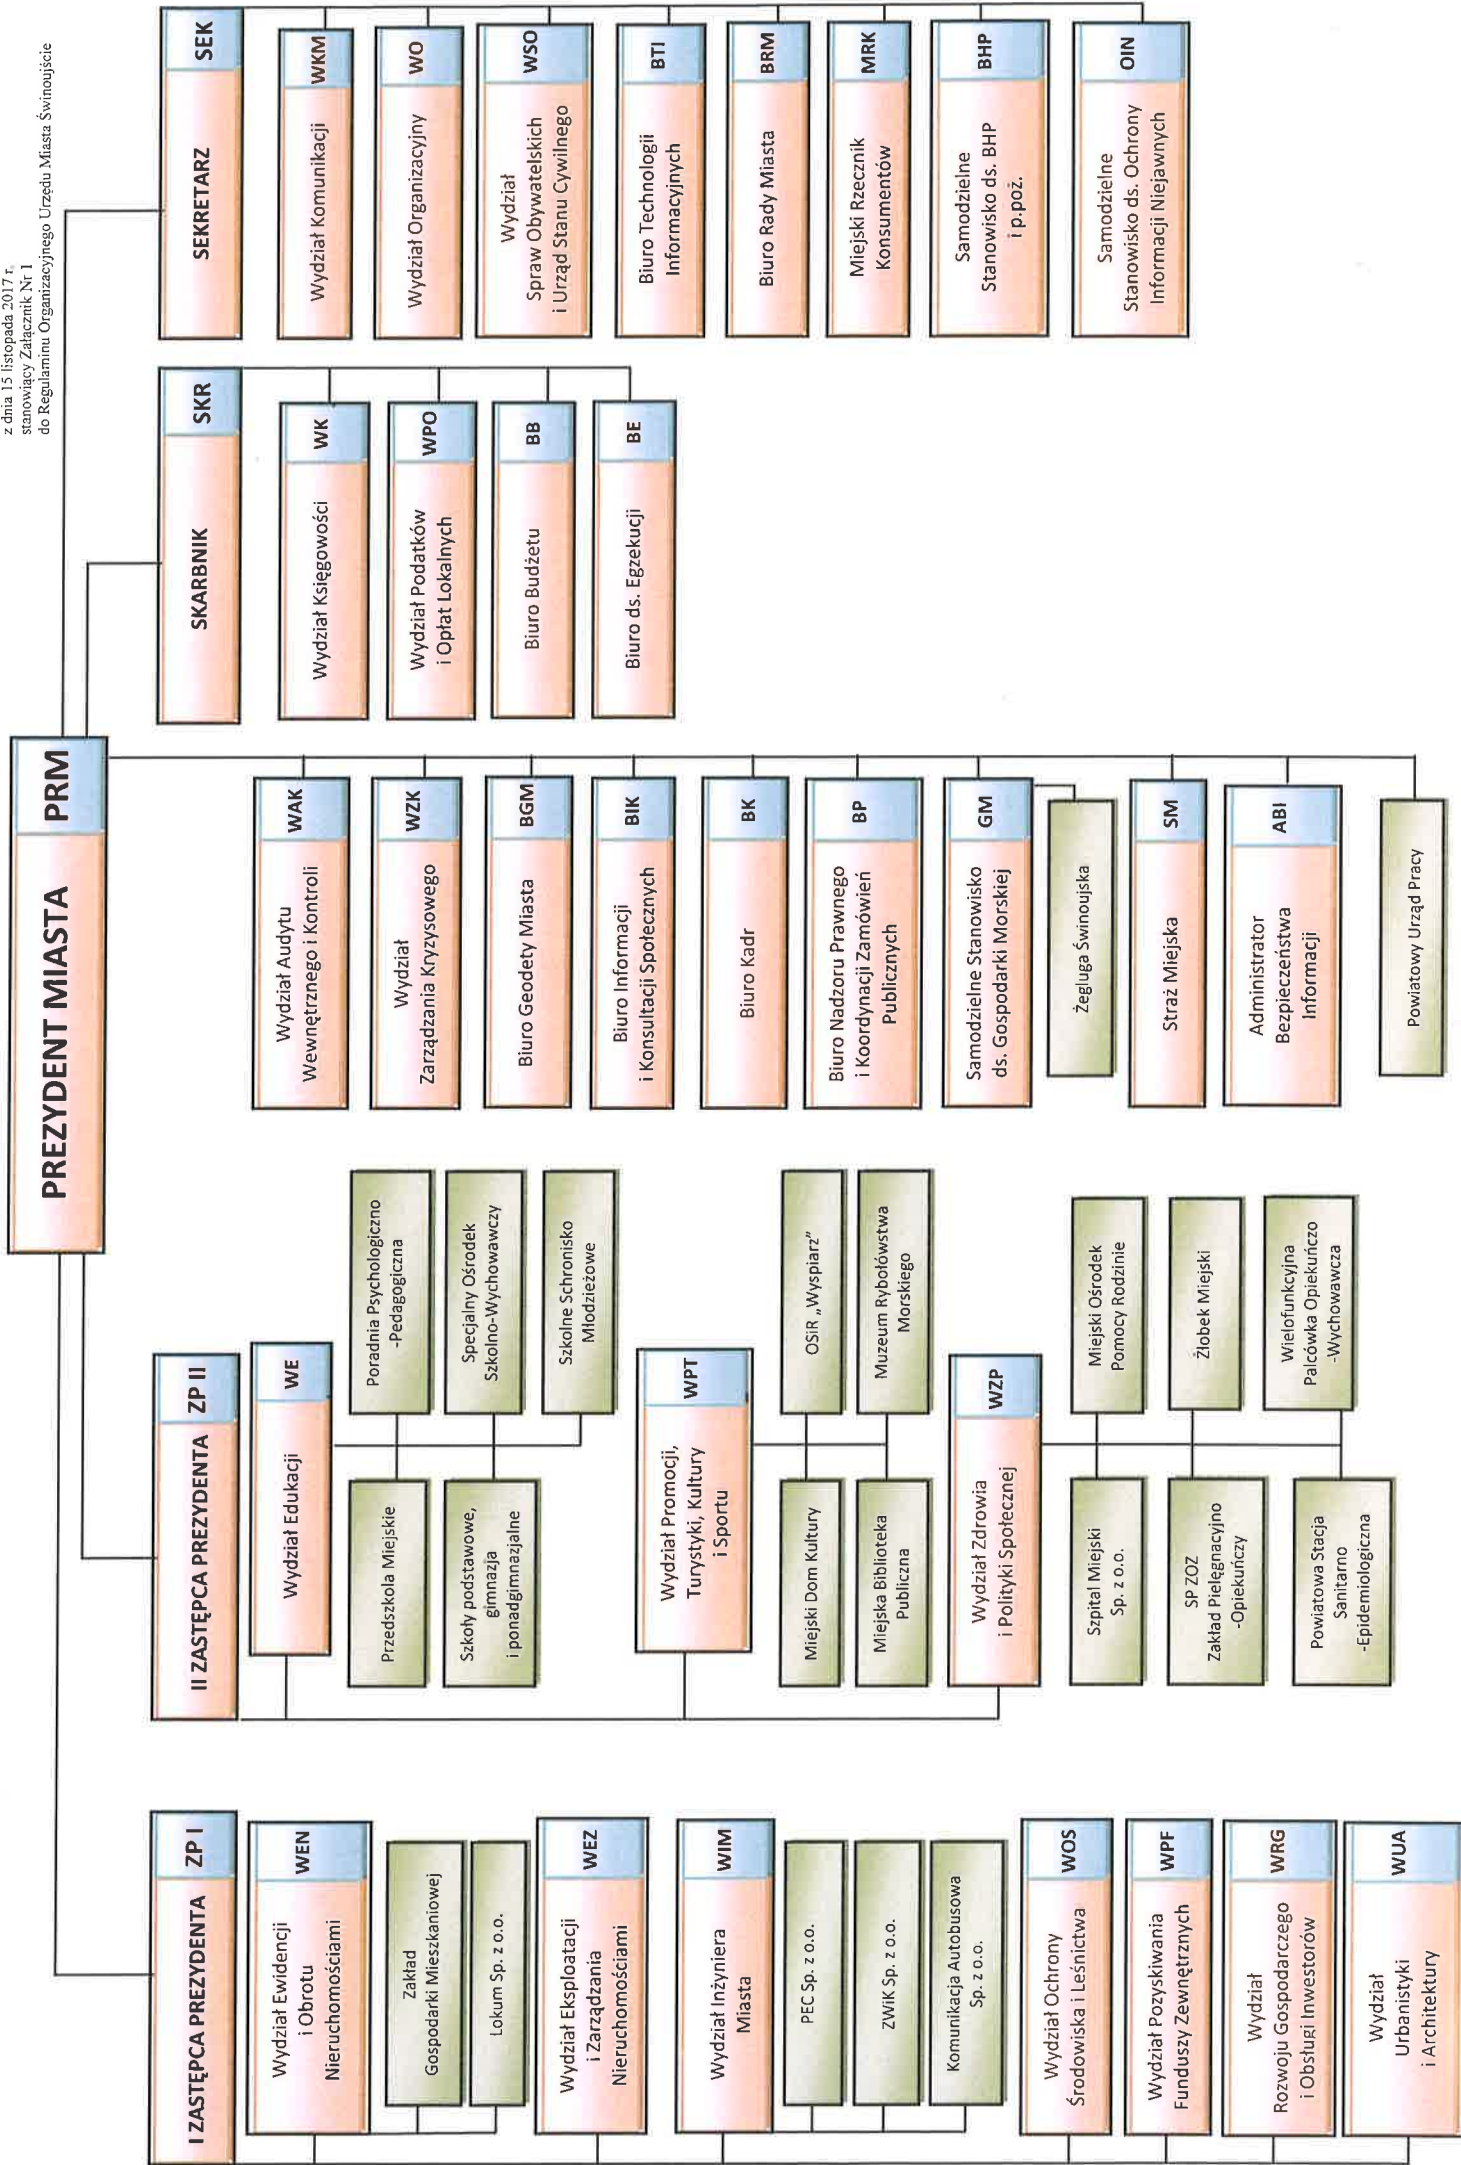 z dnia 15 listopada 2017 r.
stanowiący Załącznik Nr 1
do Regulaminu Organizacyjnego Urzędu Miasta Świnoujście
PREZYDENT MIASTA PRM
I ZASTĘPCA PREZYDENTA ZP I
Wydział Ewidencji
i Obrotu
Nieruchomościami
WEN
Zakład
Gospodarki Mieszkaniowej
Lokum Sp. z o.o.
Wydział Eksploatacji
i Zarządzania
Nieruchomościami
WEZ
Wydział Inżyniera
Miasta
WIM
PEC Sp. z o.o.
ZWiK Sp. z o.o.
Komunikacja Autobusowa
Sp. z o.o.
Wydział Ochrony
Środowiska i Leśnictwa
WOS
Wydział Pozyskiwania
Funduszy Zewnętrznych
WPF
Wydział
Rozwoju Gospodarczego
i Obsługi Inwestorów
WRG
Wydział
Urbanistyki
i Architektury
WUA
II ZASTĘPCA PREZYDENTA ZP II
Wydział Edukacji WE
Przedszkola Miejskie
Poradnia Psychologiczno
-Pedagogiczna
Szkoły podstawowe,
gimnazja
i ponadgimnazjalne
Specjalny Ośrodek
Szkolno-Wychowawczy
Szkolne Schronisko
Młodzieżowe
Wydział Promocji,
Turystyki, Kultury
i Sportu
WPT
Miejski Dom Kultury
OSiR „Wyspiarz”
Miejska Biblioteka
Publiczna
Muzeum Rybołówstwa
Morskiego
Wydział Zdrowia
i Polityki Społecznej
WZP
Szpital Miejski
Sp. z o.o.
Miejski Ośrodek
Pomocy Rodzinie
SP ZOZ
Zakład Pielęgnacyjno
-Opiekuńczy
Żłobek Miejski
Powiatowa Stacja
Sanitarno
-Epidemiologiczna
Wielofunkcyjna
Palcówka Opiekuńczo
-Wychowawcza
Wydział Audytu
Wewnętrznego i Kontroli
WAK
Wydział
Zarządzania Kryzysowego
WZK
Biuro Geodety Miasta BGM
Biuro Informacji
i Konsultacji Społecznych
BIK
Biuro Kadr BK
Biuro Nadzoru Prawnego
i Koordynacji Zamówień
Publicznych
BP
Samodzielne Stanowisko
ds. Gospodarki Morskiej
GM
Żegluga Świnoujska
Straż Miejska SM
Administrator
Bezpieczeństwa
Informacji
ABI
Powiatowy Urząd Pracy
SKARBNIK SKR
Wydział Księgowości WK
Wydział Podatków
i Opłat Lokalnych
WPO
Biuro Budżetu BB
Biuro ds. Egzekucji BE
SEKRETARZ SEK
Wydział Komunikacji WKM
Wydział Organizacyjny WO
Wydział
Spraw Obywatelskich
i Urząd Stanu Cywilnego
WSO
Biuro Technologii
Informacyjnych
BTI
Biuro Rady Miasta BRM
Miejski Rzecznik
Konsumentów
MRK
Samodzielne
Stanowisko ds. BHP
i p.poż.
BHP
Samodzielne
Stanowisko ds. Ochrony
Informacji Niejawnych
OIN